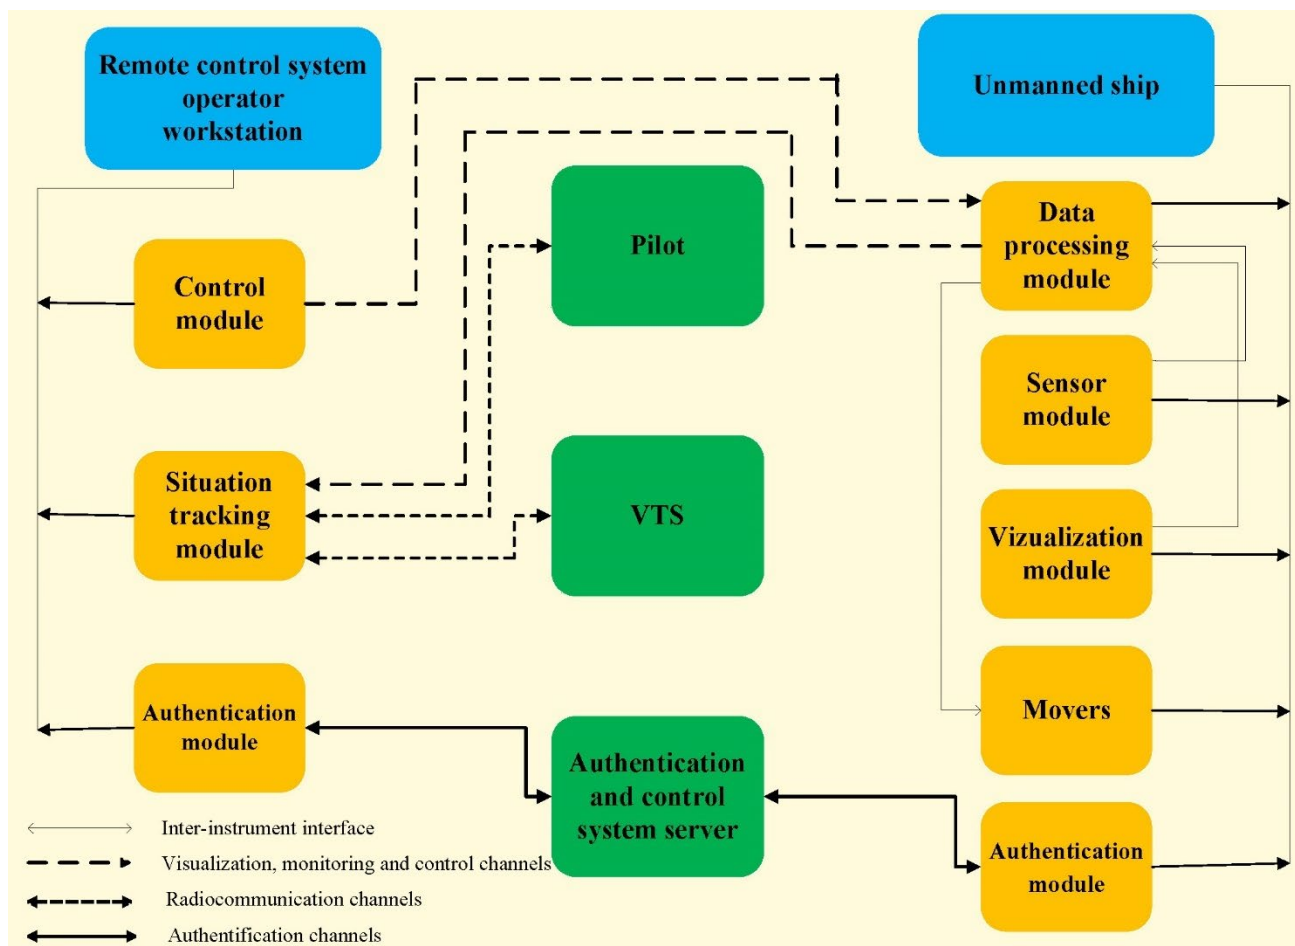 Remote control system
operator
workstation
Unmanned ship
Pilot
Data
processing
module
Control
module
Sensor
module
Situation
tracking
module
VTS
Vizualization
module
Authentication
module
Movers
Authentication
and control
system server
Authentication
module
Inter-instrument interface
Visualization, monitoring and control channels
Radiocommunication channels
Authentification channels